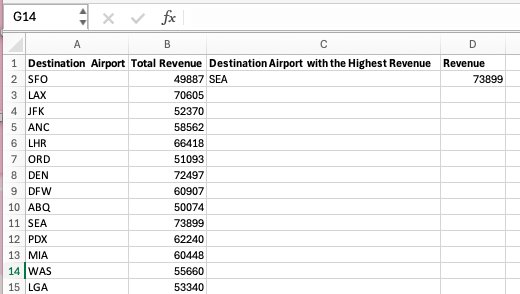 G14 fx
A B C D
1 Destination Airport Total Revenue Destination Airport with the Highest Revenue Revenue
2 SFO 49887 SEA 73899
3 LAX 70605
4 JFK 52370
5 ANC 58562
6 LHR 66418
7 ORD 51093
8 DEN 72497
9 DFW 60907
10 ABQ 50074
11 SEA 73899
12 PDX 62240
13 MIA 60448
14 WAS 55660
15 LGA 53340